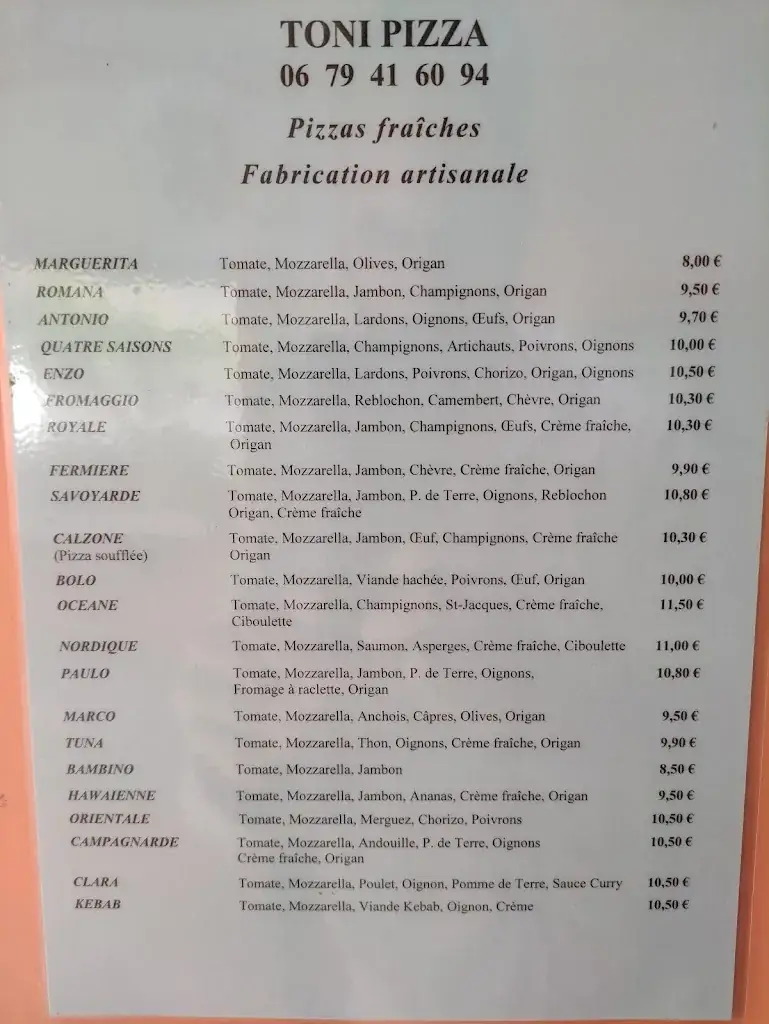 TONI PIZZA
06 79 41 60 94
Pizzas fraîches
Fabrication artisanale
MARGUERITA Tomate, Mozzarella, Olives, Origan 8,00 €
ROMANA Tomate, Mozzarella, Jambon, Champignons, Origan 9,50 €
ANTONIO Tomate, Mozzarella, Lardons, Oignons, Œufs, Origan 9,70 €
QUATRE SAISONS Tomate, Mozzarella, Champignons, Artichauts, Poivrons, Oignons 10,00 €
ENZO Tomate, Mozzarella, Lardons, Poivrons, Chorizo, Origan, Oignons 10,50 €
FROMAGGIO Tomate, Mozzarella, Reblochon, Camembert, Chèvre, Origan 10,30 €
ROYALE Tomate, Mozzarella, Jambon, Champignons, Œufs, Crème fraîche, 10,30 €
Origan
FERMIERE Tomate, Mozzarella, Jambon, Chèvre, Crème fraîche, Origan 9,90 €
SAVOYARDE Tomate, Mozzarella, Jambon, P. de Terre, Oignons, Reblochon 10,80 €
Origan, Crème fraîche
CALZONE Tomate, Mozzarella, Jambon, Œuf, Champignons, Crème fraîche 10,30 €
(Pizza soufflée) Origan
BOLO Tomate, Mozzarella, Viande hachée, Poivrons, Œuf, Origan 10,00 €
OCEANE Tomate, Mozzarella, Champignons, St-Jacques, Crème fraîche, 11,50 €
Ciboulette
NORDIQUE Tomate, Mozzarella, Saumon, Asperges, Crème fraîche, Ciboulette 11,00 €
PAULO Tomate, Mozzarella, Jambon, P. de Terre, Oignons, 10,80 €
Fromage à raclette, Origan
MARCO Tomate, Mozzarella, Anchois, Câpres, Olives, Origan 9,50 €
TUNA Tomate, Mozzarella, Thon, Oignons, Crème fraîche, Origan 9,90 €
BAMBINO Tomate, Mozzarella, Jambon 8,50 €
HAWAIENNE Tomate, Mozzarella, Jambon, Ananas, Crème fraîche, Origan 9,50 €
ORIENTALE Tomate, Mozzarella, Merguez, Chorizo, Poivrons 10,50 €
CAMPAGNARDE Tomate, Mozzarella, Andouille, P. de Terre, Oignons 10,50 €
Crème fraîche, Origan
CLARA Tomate, Mozzarella, Poulet, Oignon, Pomme de Terre, Sauce Curry 10,50 €
KEBAB Tomate, Mozzarella, Viande Kebab, Oignon, Crème 10,50 €